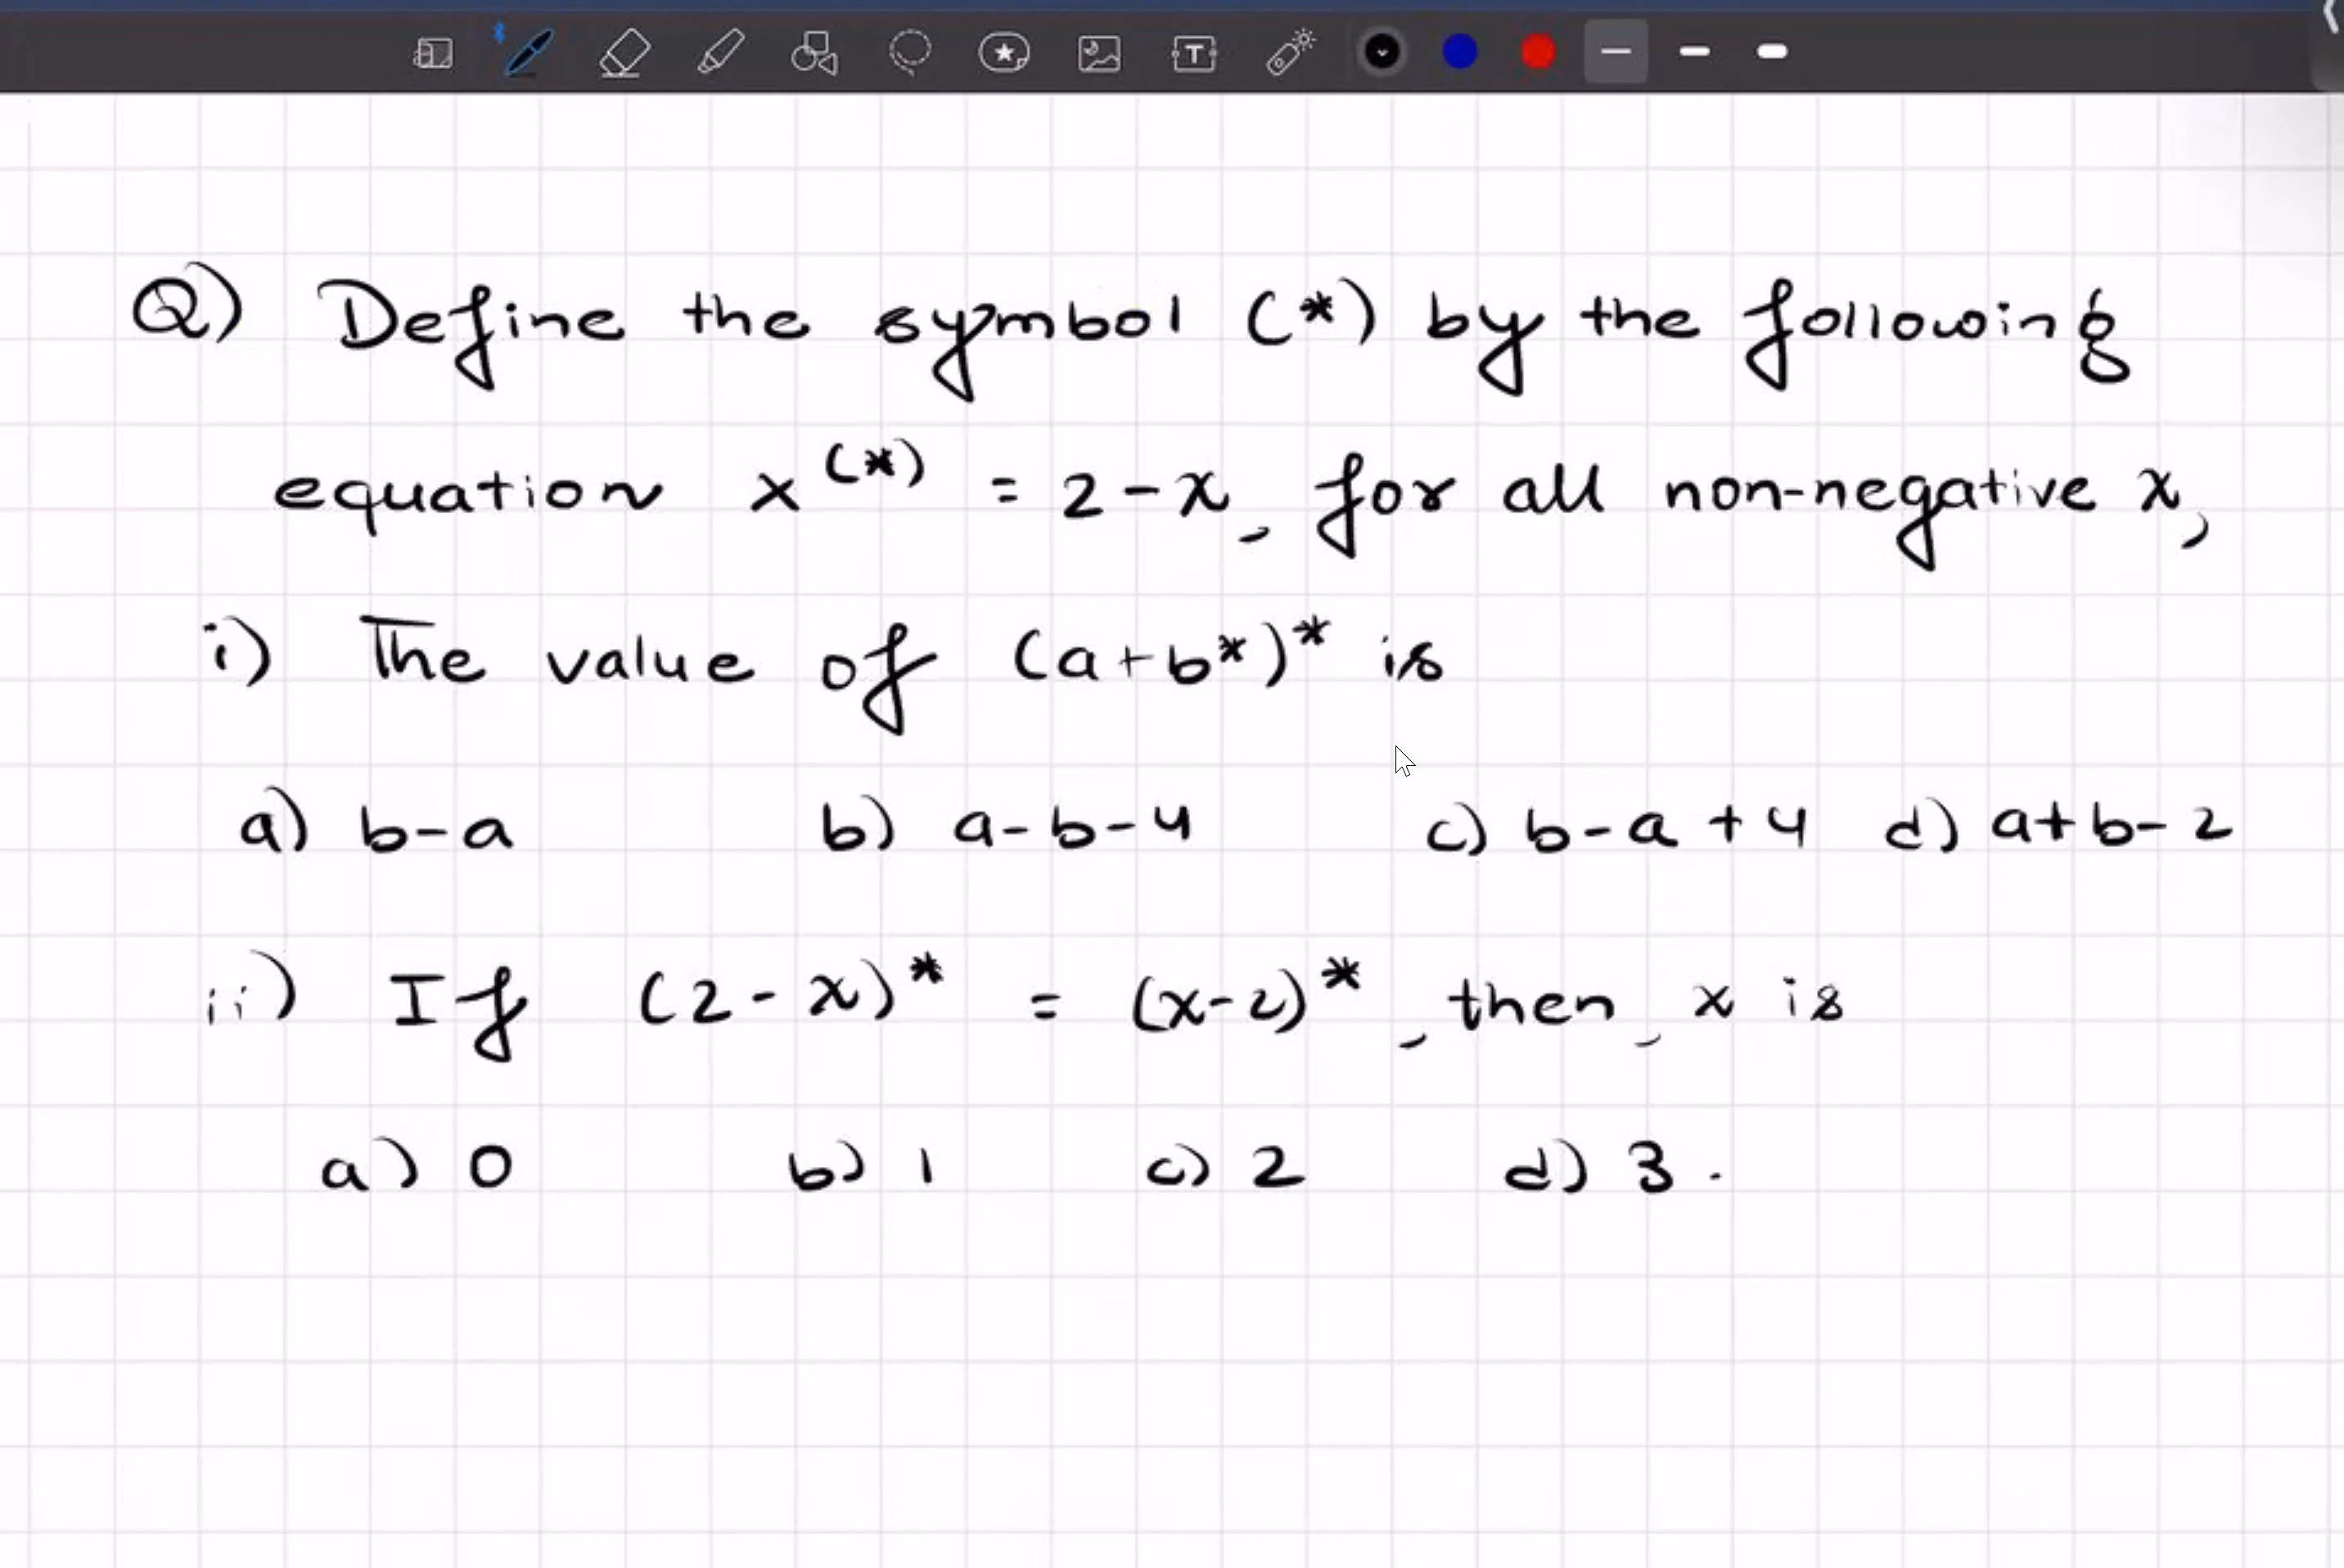 Q) Define the symbol (*) by the following
equation x^(*) = 2-x, for all non-negative x,
i) The value of (a+b*)* is
a) b-a b) a-b-4 c) b-a+4 d) a+b-2
ii) If (2-x)* = (x-2)*, then, x is
a) 0 b) 1 c) 2 d) 3.